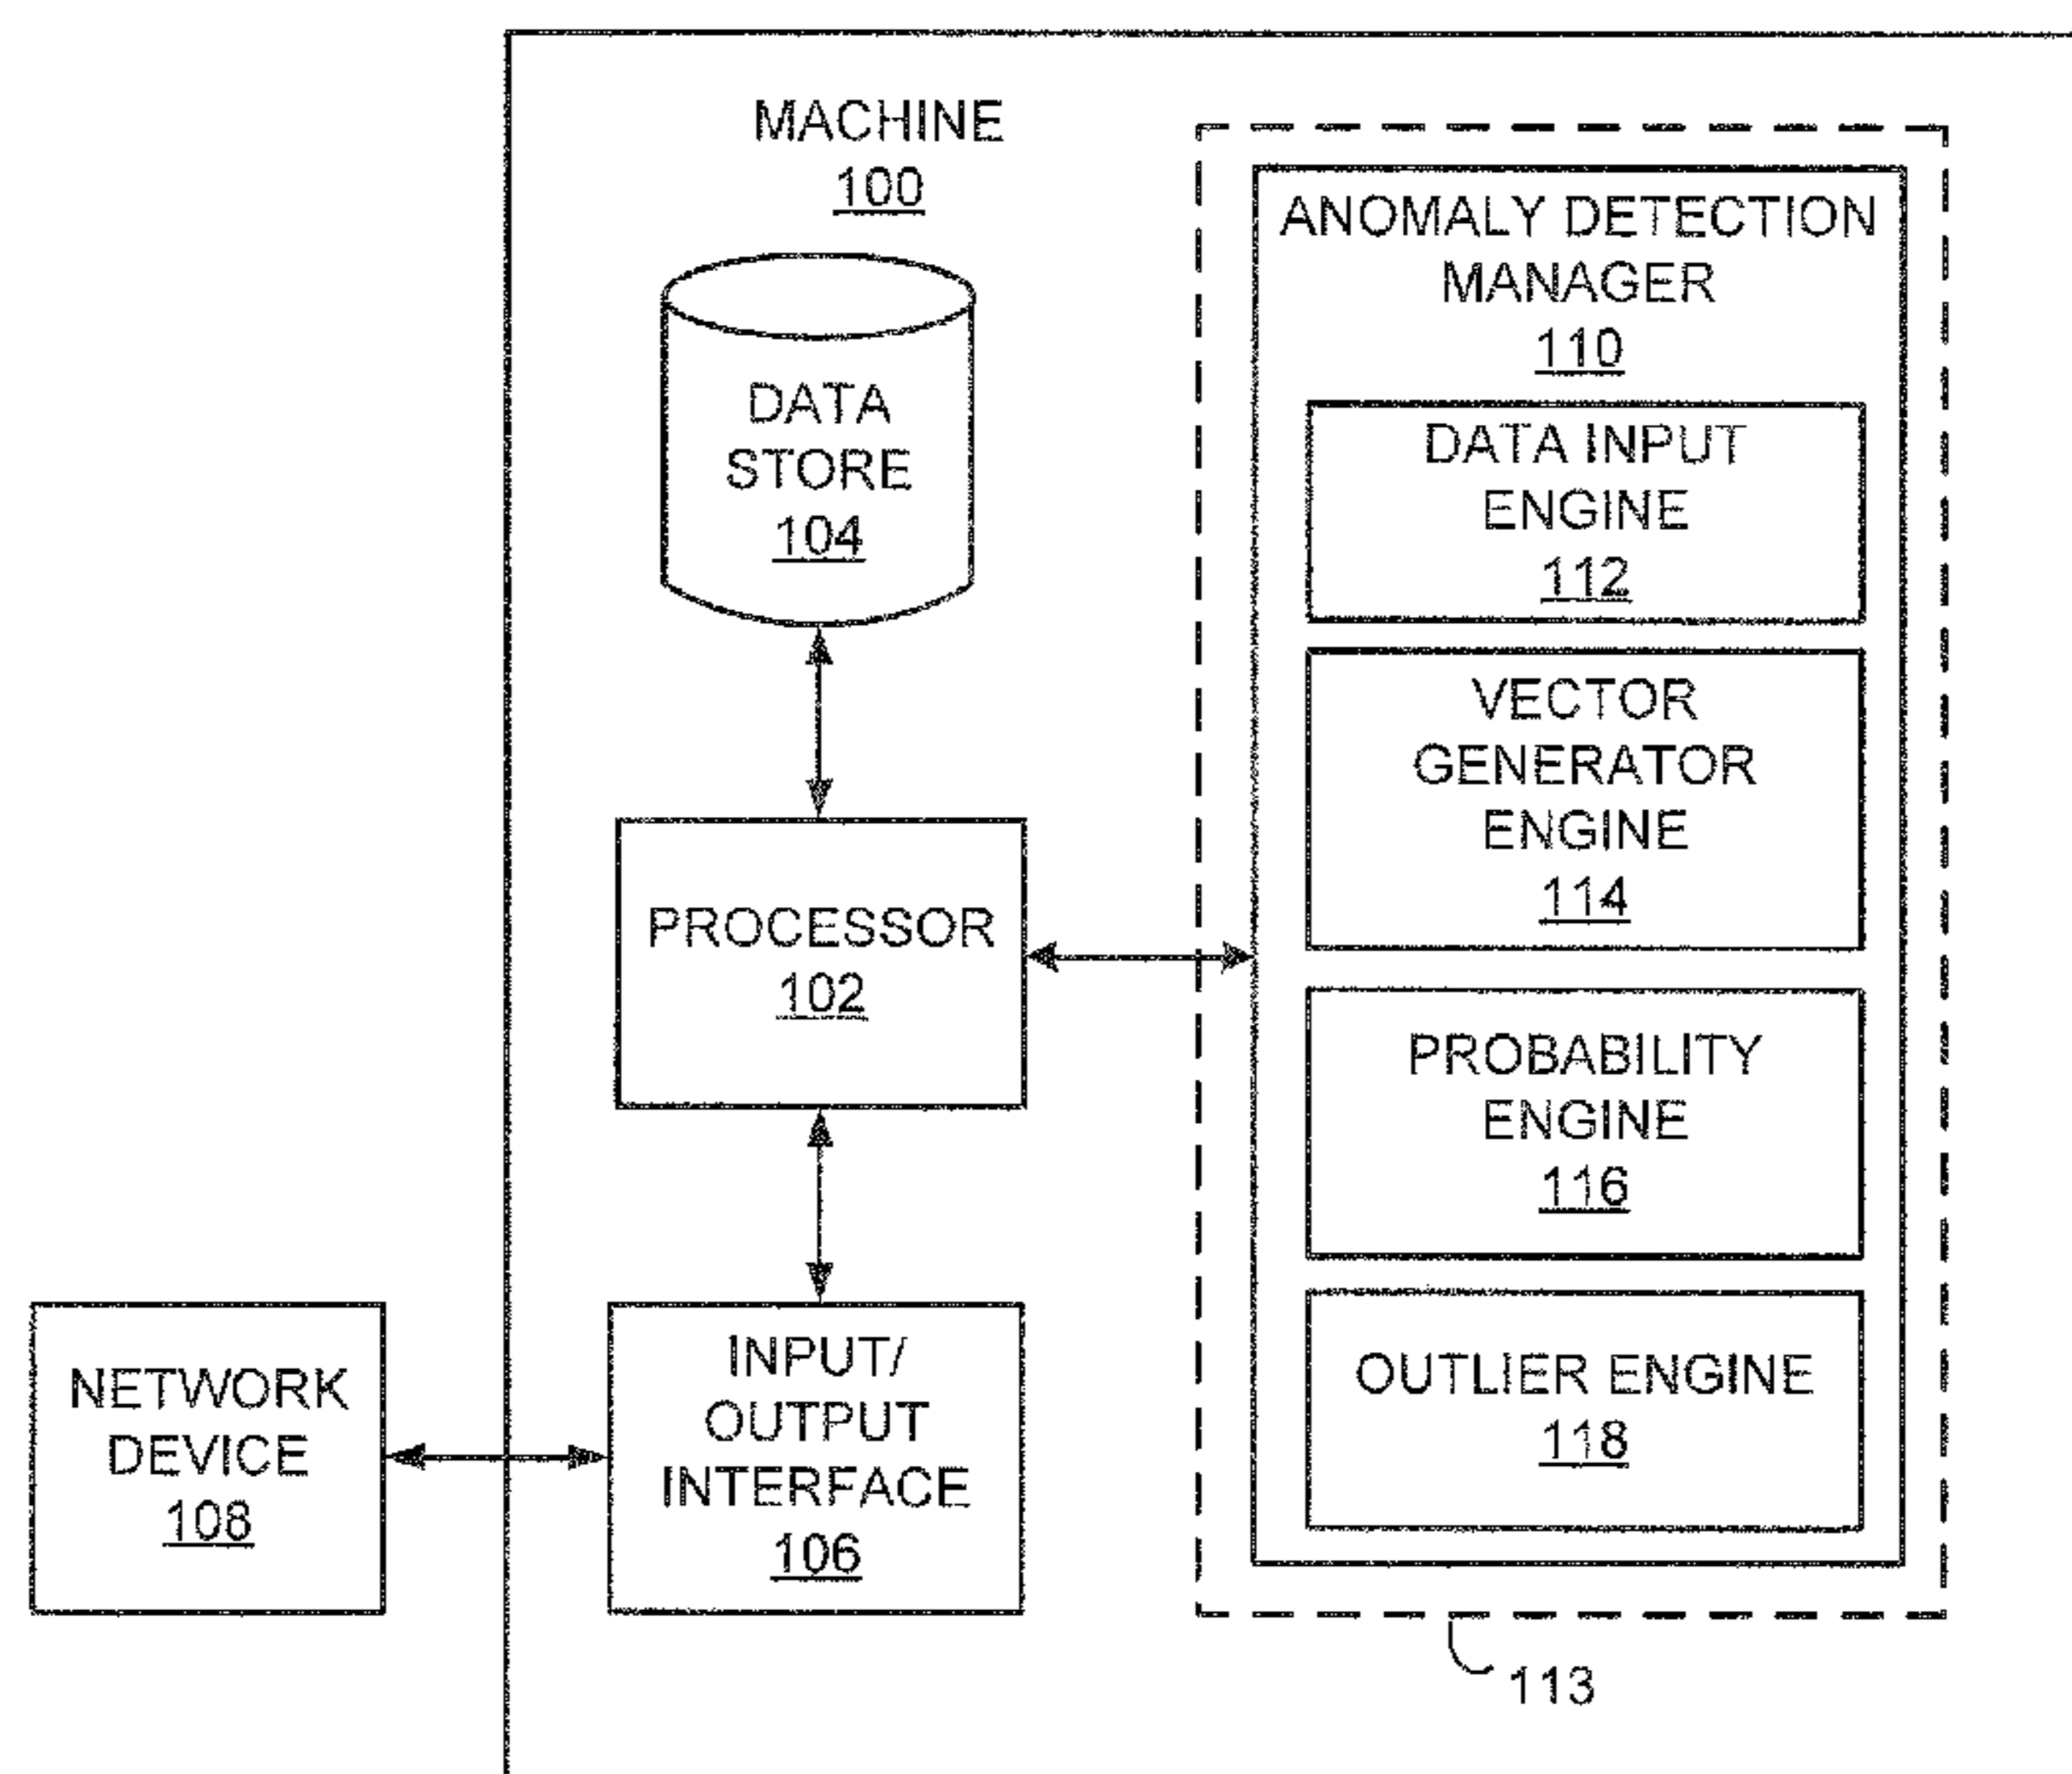 MACHINE
100
DATA
STORE
104
PROCESSOR
102
INPUT/
OUTPUT
INTERFACE
106
NETWORK
DEVICE
108
ANOMALY DETECTION
MANAGER
110
DATA INPUT
ENGINE
112
VECTOR
GENERATOR
ENGINE
114
PROBABILITY
ENGINE
116
OUTLIER ENGINE
118
113